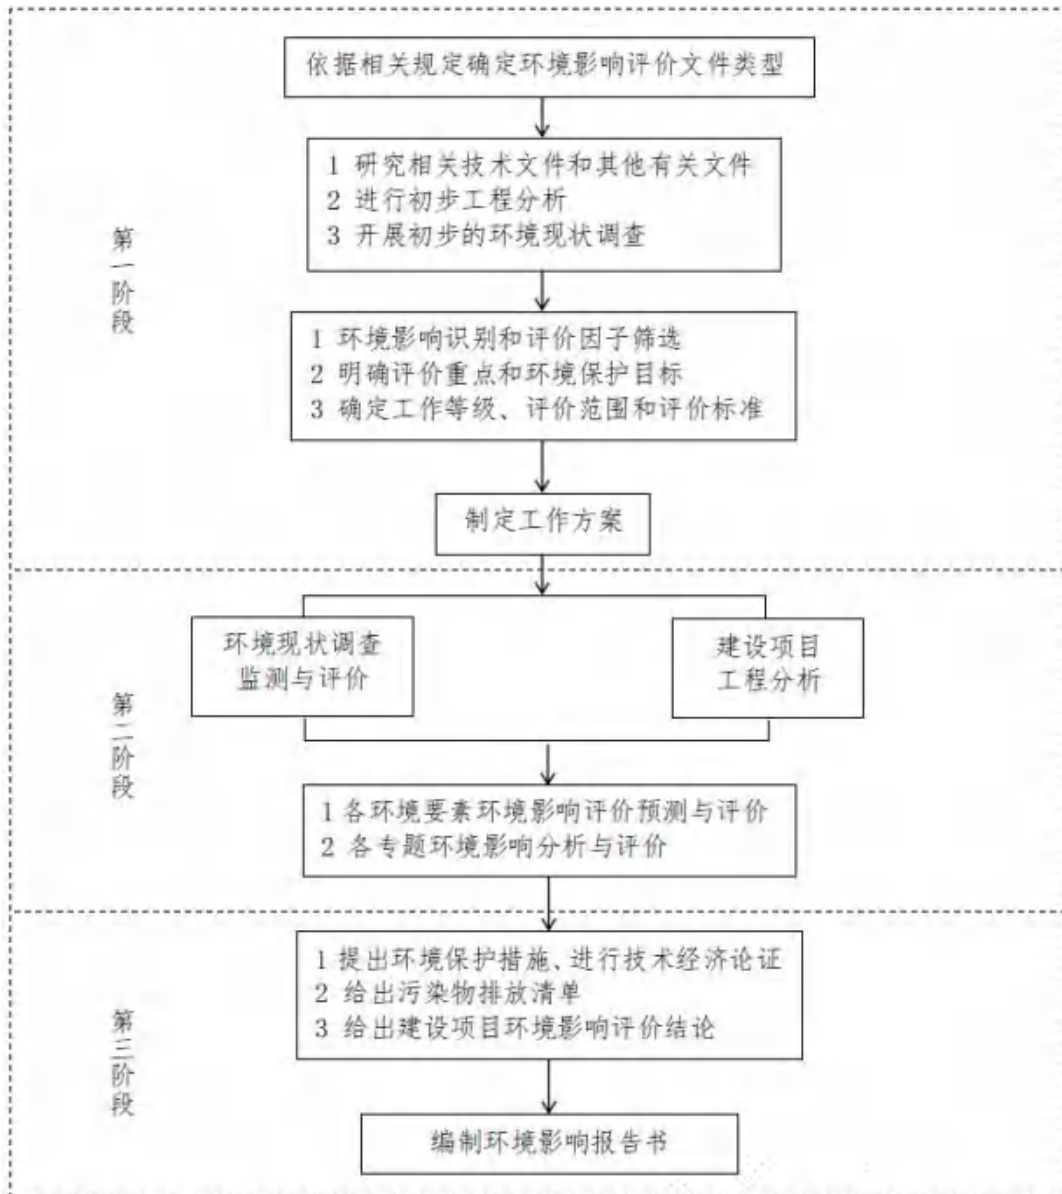 依据相关规定确定环境影响评价文件类型
1 研究相关技术文件和其他有关文件
2 进行初步工程分析
3 开展初步的环境现状调查
第一阶段
1 环境影响识别和评价因子筛选
2 明确评价重点和环境保护目标
3 确定工作等级、评价范围和评价标准
制定工作方案
环境现状调查
监测与评价
建设项目
工程分析
第二阶段
1 各环境要素环境影响评价预测与评价
2 各专题环境影响分析与评价
1 提出环境保护措施、进行技术经济论证
2 给出污染物排放清单
3 给出建设项目环境影响评价结论
第三阶段
编制环境影响报告书